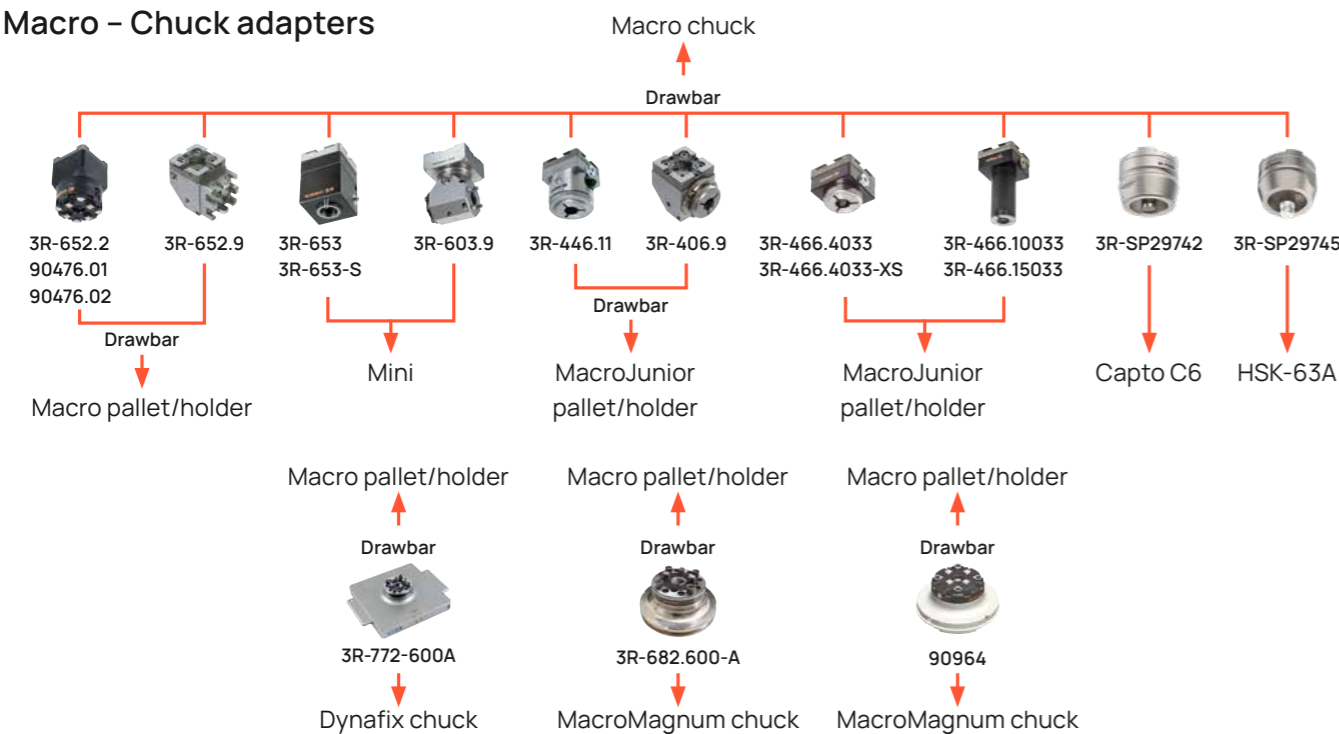 Macro – Chuck adapters
Macro chuck
Drawbar
3R-652.2
90476.01
90476.02
3R-652.9
3R-653
3R-653-S
3R-603.9
3R-446.11
3R-406.9
3R-466.4033
3R-466.4033-XS
3R-466.10033
3R-466.15033
3R-SP29742
3R-SP29745
Drawbar
Drawbar
Macro pallet/holder
Mini
MacroJunior
pallet/holder
MacroJunior
pallet/holder
Capto C6
HSK-63A
Macro pallet/holder
Macro pallet/holder
Macro pallet/holder
Drawbar
Drawbar
Drawbar
3R-772-600A
3R-682.600-A
90964
Dynafix chuck
MacroMagnum chuck
MacroMagnum chuck